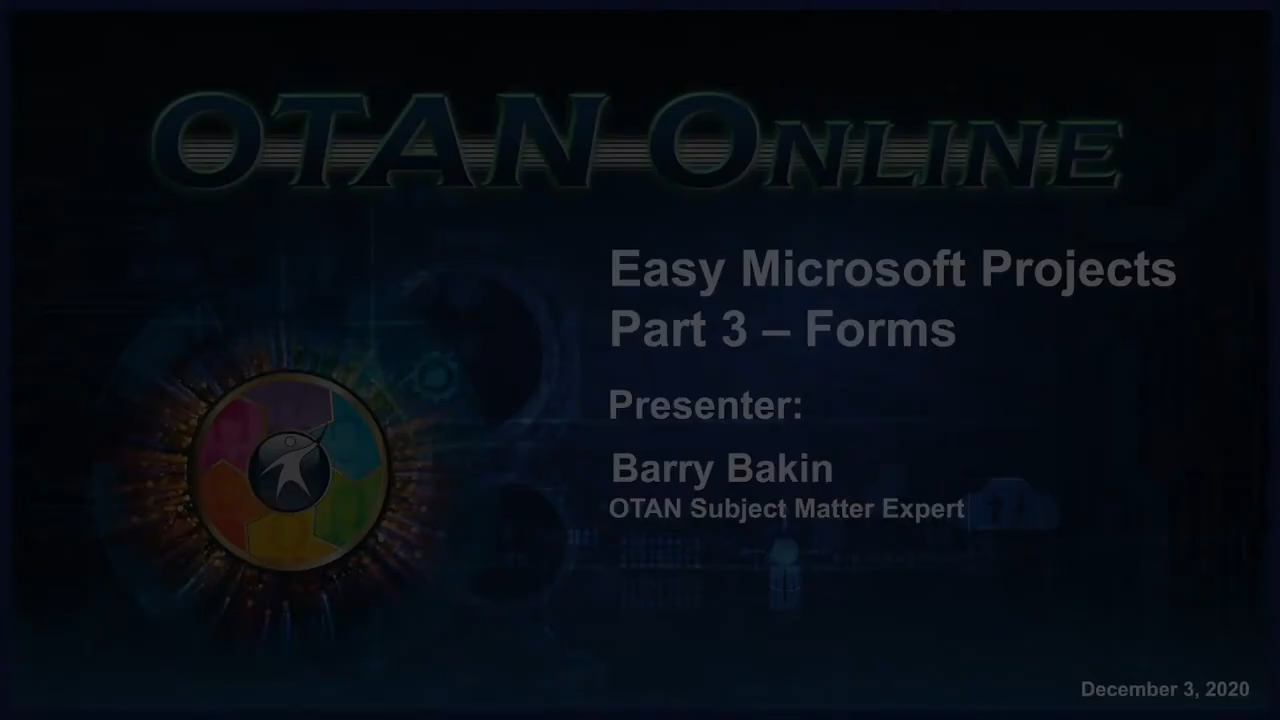 OTAN ONLINE
Easy Microsoft Projects
Part 3 – Forms
Presenter:
Barry Bakin
OTAN Subject Matter Expert
December 3, 2020